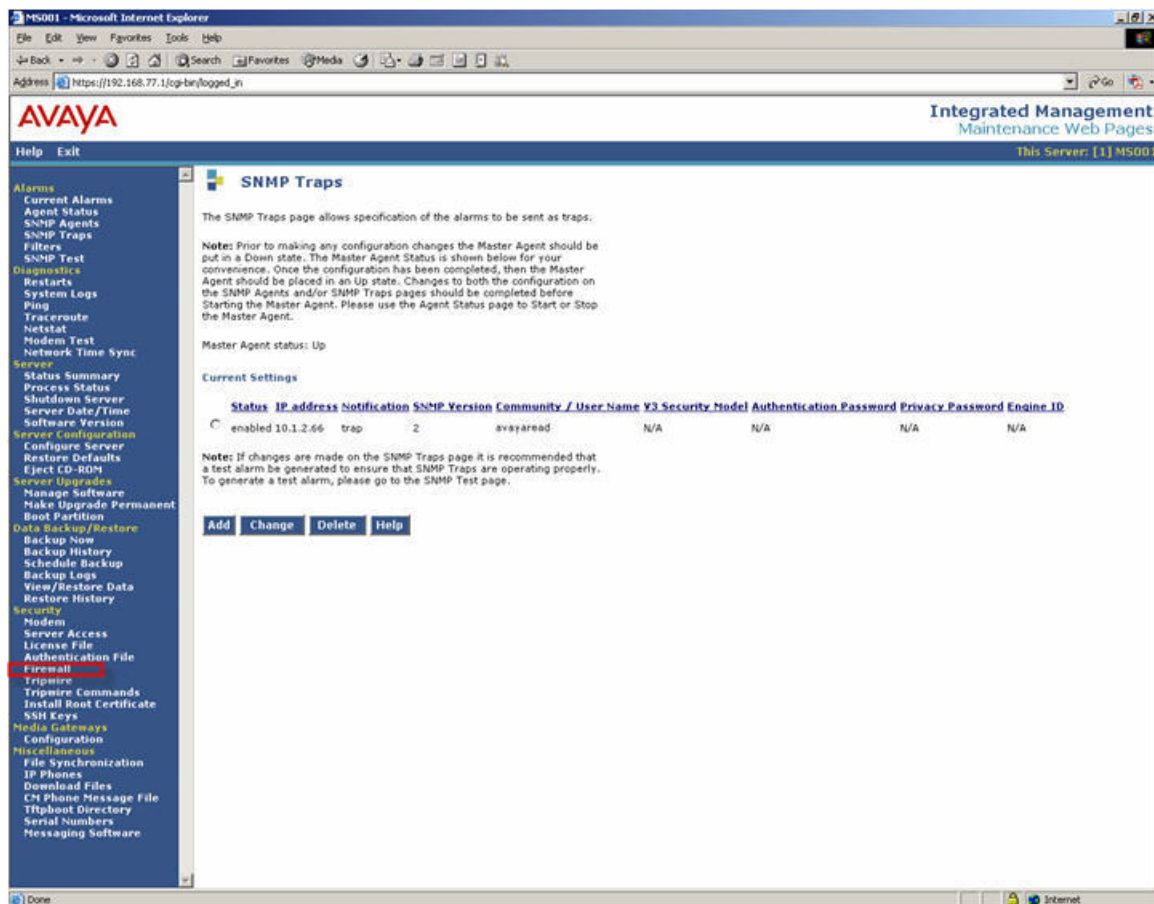 MS001 - Microsoft Internet Explorer
File Edit View Favorites Tools Help
Back Search Favorites Media
Address https://192.168.77.1/cgi-bin/logged_in Go
AVAYA
Integrated Management
Maintenance Web Pages
Help Exit
This Server: [1] MS001
Alarms
Current Alarms
Agent Status
SNMP Agents
SNMP Traps
Filters
SNMP Test
Diagnostics
Restarts
System Logs
Ping
Traceroute
Netstat
Modem Test
Network Time Sync
Server
Status Summary
Process Status
Shutdown Server
Server Date/Time
Software Version
Server Configuration
Configure Server
Restore Defaults
Eject CD-ROM
Server Upgrades
Manage Software
Make Upgrade Permanent
Boot Partition
Data Backup/Restore
Backup Now
Backup History
Schedule Backup
Backup Logs
View/Restore Data
Restore History
Security
Modem
Server Access
License File
Authentication File
Firewall
Tripwire
Tripwire Commands
Install Root Certificate
SSH Keys
Media Gateways
Configuration
Miscellaneous
File Synchronization
IP Phones
Download Files
CM Phone Message File
Tftpboot Directory
Serial Numbers
Messaging Software
SNMP Traps
The SNMP Traps page allows specification of the alarms to be sent as traps.
Note: Prior to making any configuration changes the Master Agent should be
put in a Down state. The Master Agent Status is shown below for your
convenience. Once the configuration has been completed, then the Master
Agent should be placed in an Up state. Changes to both the configuration on
the SNMP Agents and/or SNMP Traps pages should be completed before
Starting the Master Agent. Please use the Agent Status page to Start or Stop
the Master Agent.
Master Agent status: Up
Current Settings
Status IP address Notification SNMP Version Community / User Name V3 Security Model Authentication Password Privacy Password Engine ID
enabled 10.1.2.66 trap 2 avayaread N/A N/A N/A N/A
Note: If changes are made on the SNMP Traps page it is recommended that
a test alarm be generated to ensure that SNMP Traps are operating properly.
To generate a test alarm, please go to the SNMP Test page.
Add Change Delete Help
Done
Internet